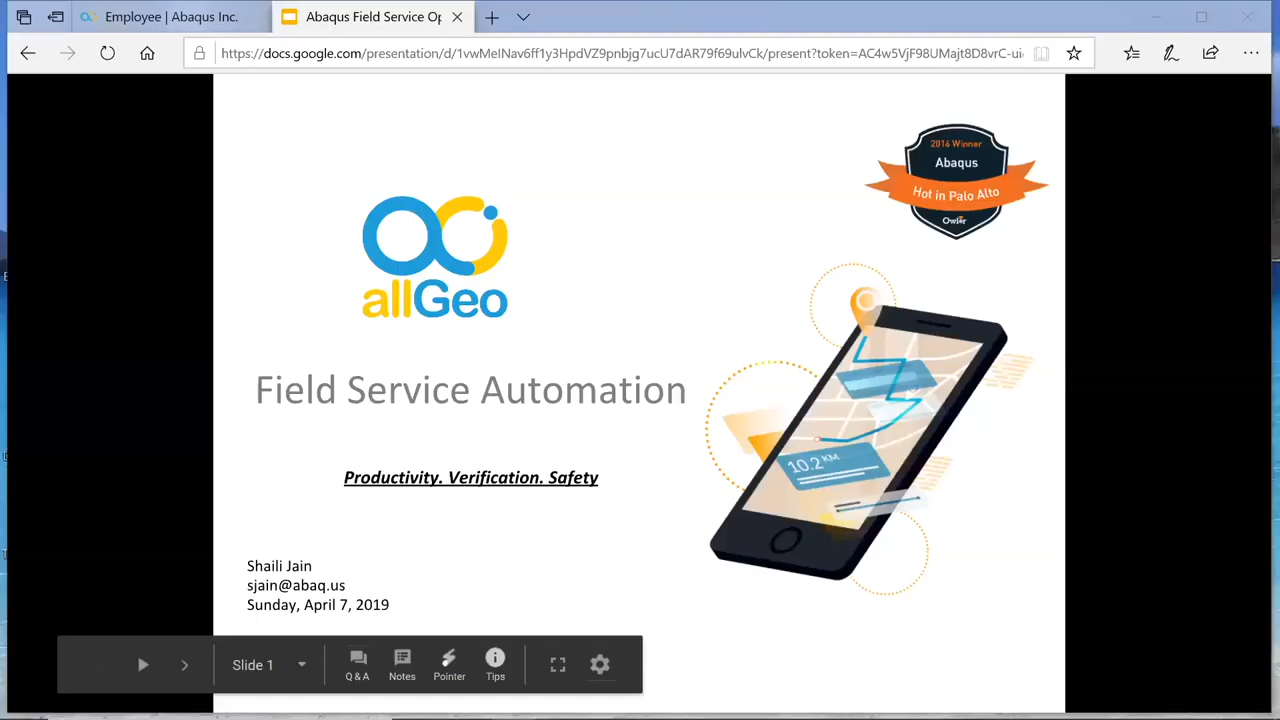 Employee | Abaqus Inc.
Abaqus Field Service Op
https://docs.google.com/presentation/d/1vwMeINav6ff1y3HpdVZ9pnbjg7ucU7dAR79f69ulvCk/present?token=AC4w5VjF98UMajt8D8vrC-ui
2016 Winner
Abaqus
Hot in Palo Alto
Owler
allGeo
Field Service Automation
10.2 KM
Productivity. Verification. Safety
Shaili Jain
sjain@abaq.us
Sunday, April 7, 2019
Slide 1
Q & A
Notes
Pointer
Tips